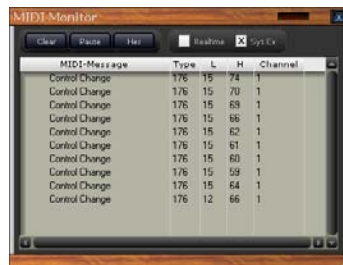 MIDI Monitor X
Clear Pause Hex Realtime X Sys Ex
MIDI-Message Type L H Channel
Control Change 176 15 74 1
Control Change 176 15 70 1
Control Change 176 15 69 1
Control Change 176 15 66 1
Control Change 176 15 62 1
Control Change 176 15 61 1
Control Change 176 15 60 1
Control Change 176 15 59 1
Control Change 176 15 64 1
Control Change 176 12 66 1